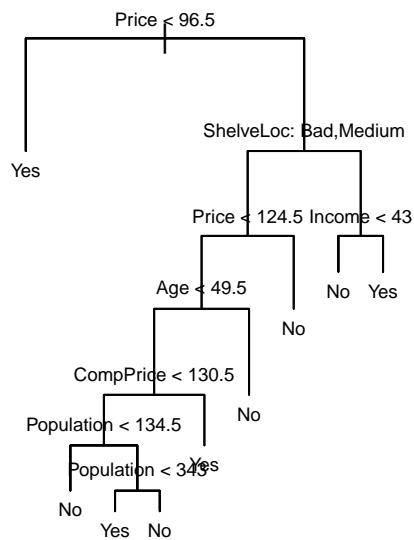 Price < 96.5
ShelveLoc: Bad,Medium
Yes
Price < 124.5
Income < 43
No
Yes
Age < 49.5
No
CompPrice < 130.5
No
Population < 134.5
Yes
Population < 343
No
Yes
No